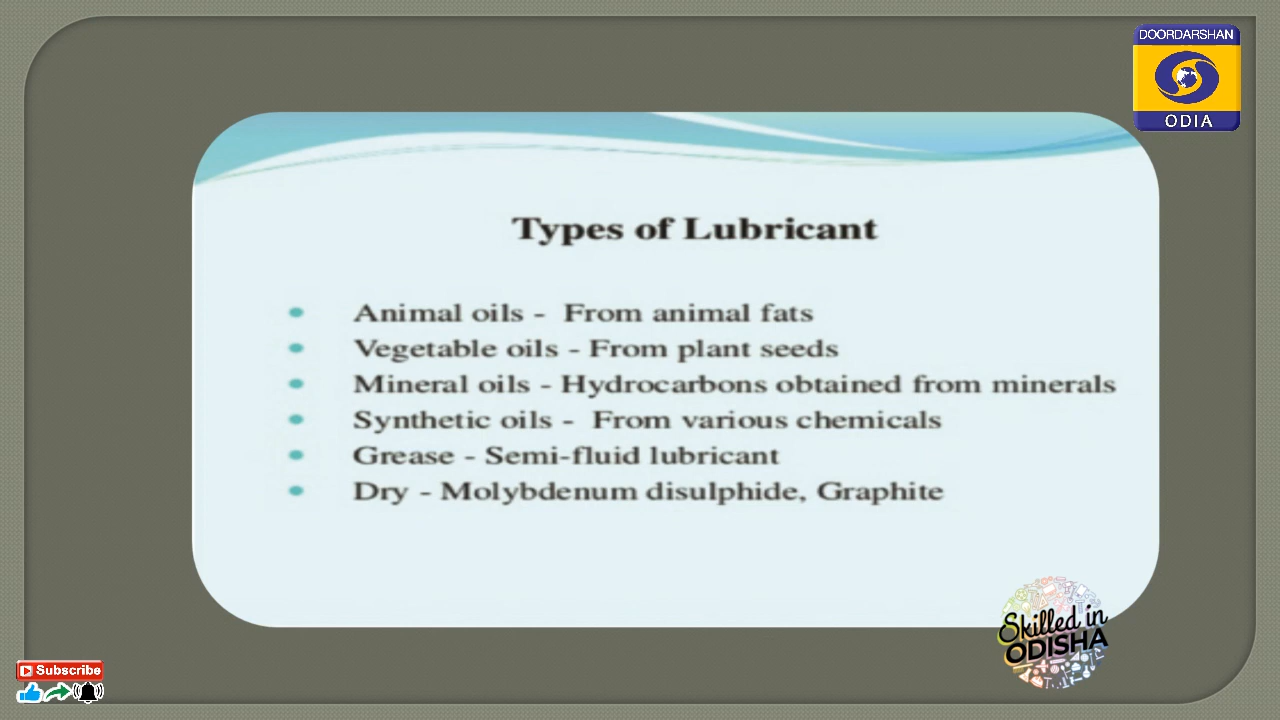 DOORDARSHAN
ODIA
Types of Lubricant
Animal oils - From animal fats
Vegetable oils - From plant seeds
Mineral oils - Hydrocarbons obtained from minerals
Synthetic oils - From various chemicals
Grease - Semi-fluid lubricant
Dry - Molybdenum disulphide, Graphite
Skilled in
ODISHA
Subscribe